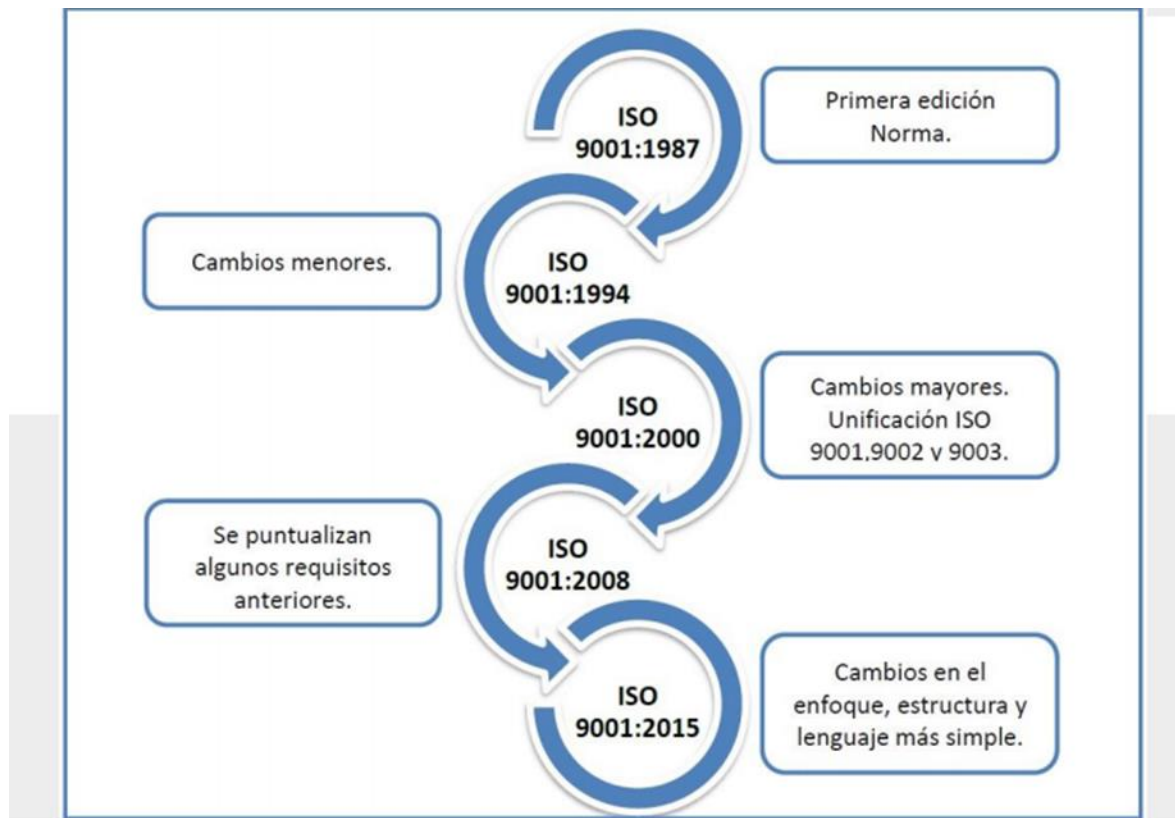 ISO
9001:1987
Primera edición
Norma.
Cambios menores.
ISO
9001:1994
ISO
9001:2000
Cambios mayores.
Unificación ISO
9001,9002 v 9003.
Se puntualizan
algunos requisitos
anteriores.
ISO
9001:2008
ISO
9001:2015
Cambios en el
enfoque, estructura y
lenguaje más simple.